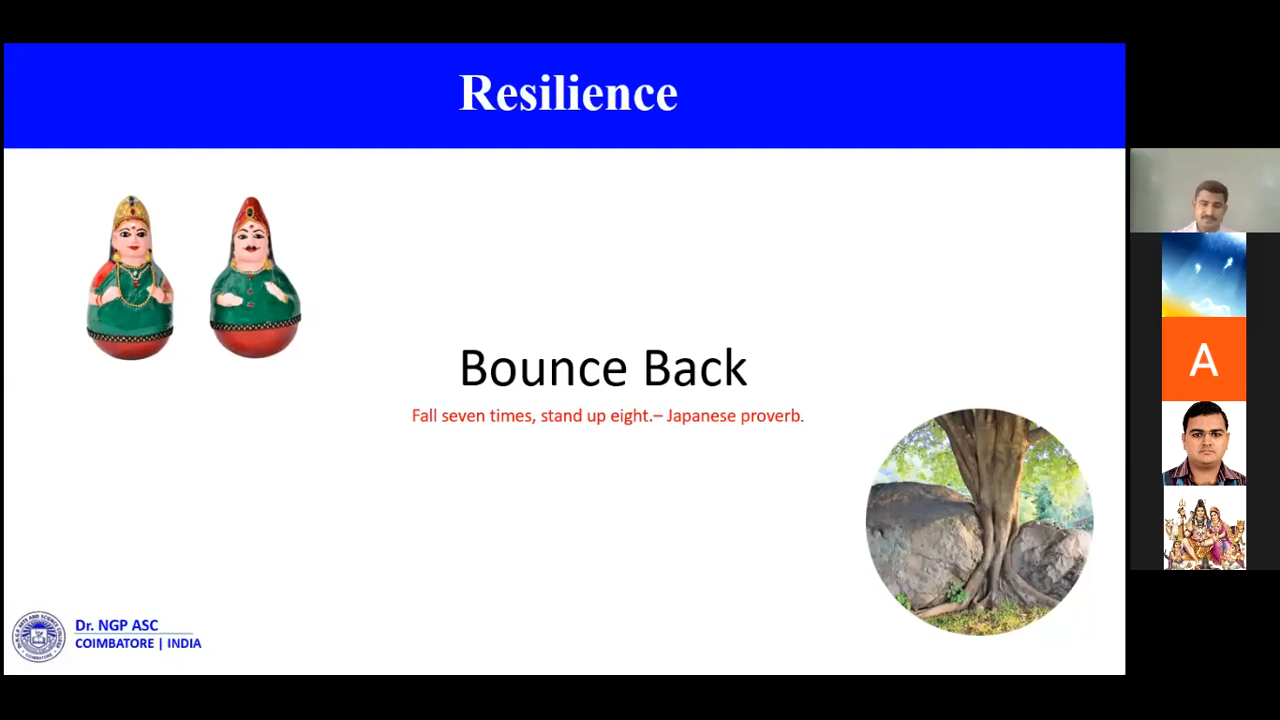 Resilience
Bounce Back
Fall seven times, stand up eight.– Japanese proverb.
A
Dr. NGP ASC
COIMBATORE | INDIA